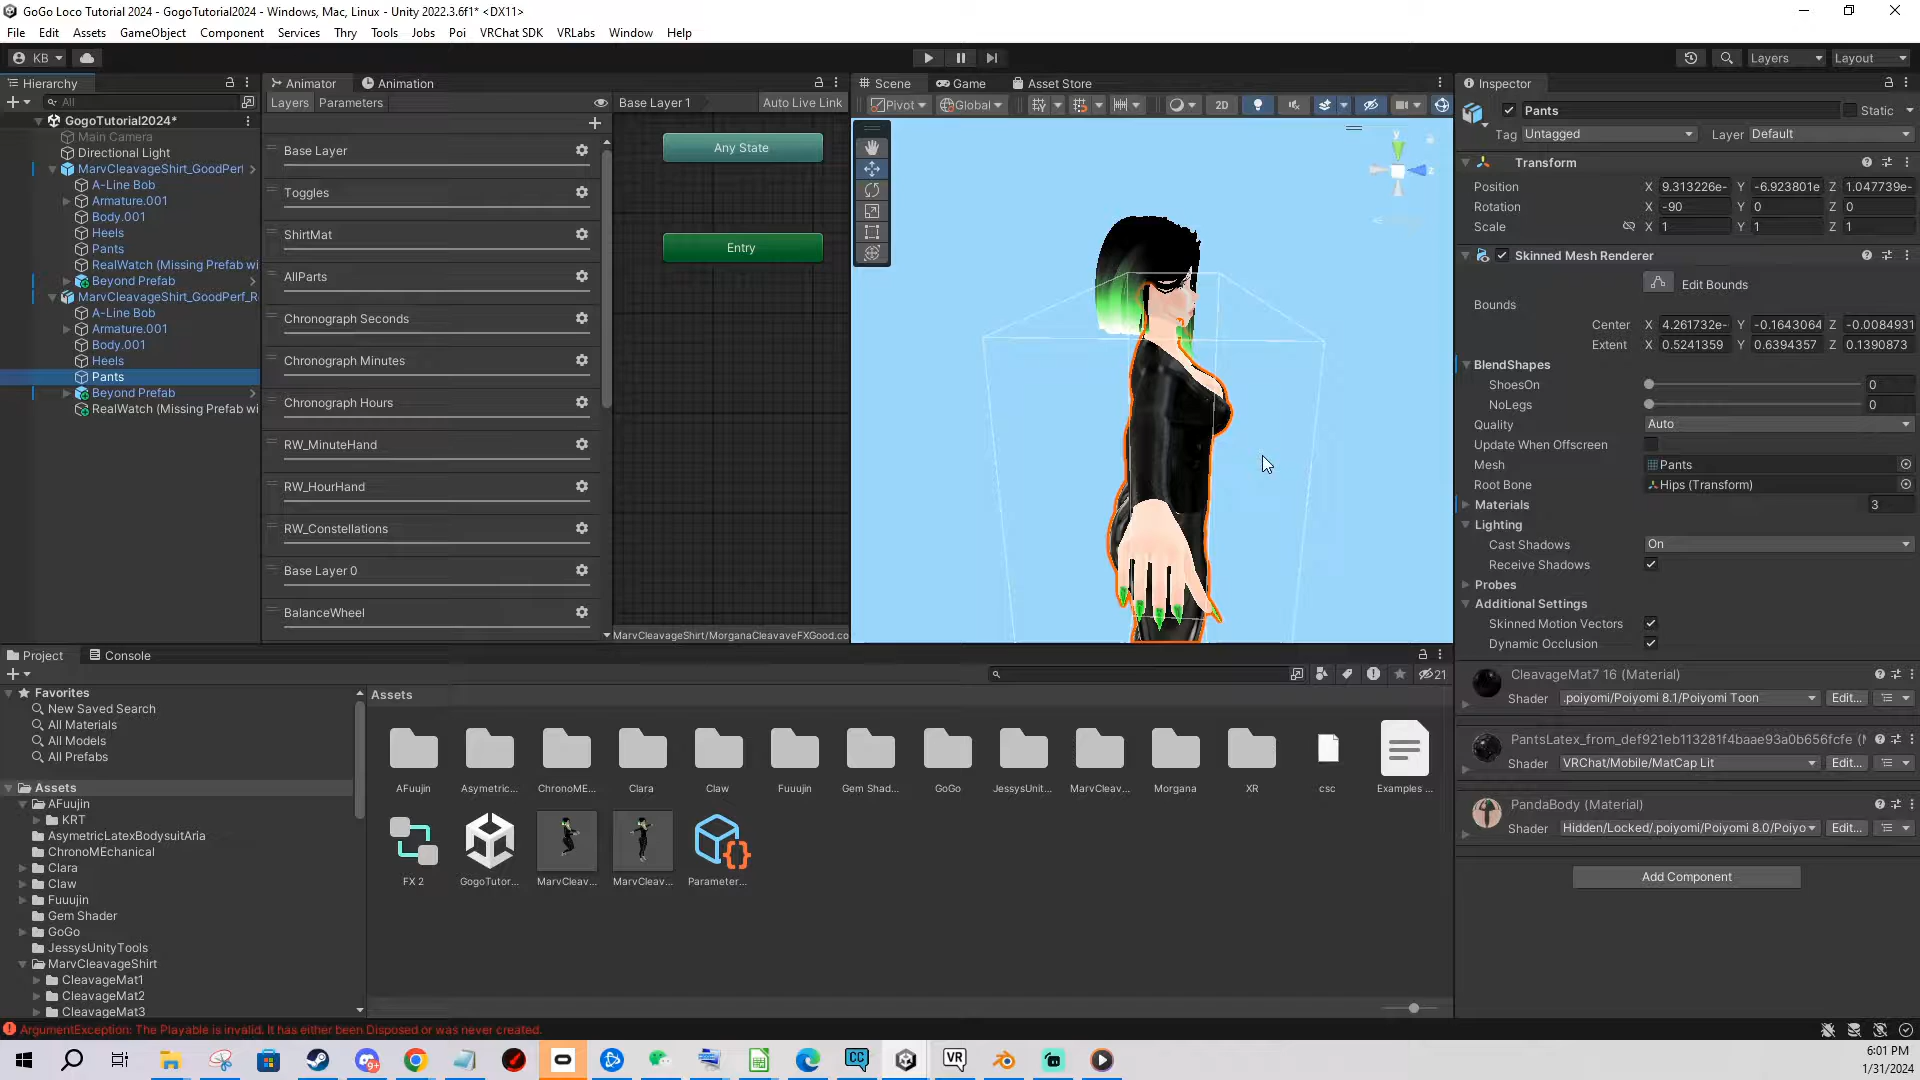 GoGo Loco Tutorial 2024 - GogoTutorial2024 - Windows, Mac, Linux - Unity 2022.3.6f1* <DX11>
File Edit Assets GameObject Component Services Thry Tools Jobs Poi VRChat SDK VRLabs Window Help
KB Layers Layout
Hierarchy
All
GogoTutorial2024*
Main Camera
Directional Light
MarvCleavageShirt_GoodPerf
A-Line Bob
Armature.001
Body.001
Heels
Pants
RealWatch (Missing Prefab wi
Beyond Prefab
MarvCleavageShirt_GoodPerf_R
A-Line Bob
Armature.001
Body.001
Heels
Pants
Beyond Prefab
RealWatch (Missing Prefab wi
Animator Animation
Layers Parameters Base Layer 1 Auto Live Link
Base Layer
Toggles
ShirtMat
AllParts
Chronograph Seconds
Chronograph Minutes
Chronograph Hours
RW_MinuteHand
RW_HourHand
RW_Constellations
Base Layer 0
BalanceWheel
Any State
Entry
MarvCleavageShirt/MorganaCleavaveFXGood.co
Scene Game Asset Store
Pivot Global 2D
y
z
Inspector
Pants Static
Tag Untagged Layer Default
Transform
Position X 9.313226e- Y -6.923801e Z 1.047739e-
Rotation X -90 Y 0 Z 0
Scale X 1 Y 1 Z 1
Skinned Mesh Renderer
Edit Bounds
Bounds
Center X 4.261732e- Y -0.1643064 Z -0.0084931
Extent X 0.5241359 Y 0.6394357 Z 0.1390873
BlendShapes
ShoesOn 0
NoLegs 0
Quality Auto
Update When Offscreen
Mesh Pants
Root Bone Hips (Transform)
Materials 3
Lighting
Cast Shadows On
Receive Shadows
Probes
Additional Settings
Skinned Motion Vectors
Dynamic Occlusion
CleavageMat7 16 (Material)
Shader .poiyomi/Poiyomi 8.1/Poiyomi Toon Edit...
PantsLatex_from_def921eb113281f4baae93a0b656fcfe (M
Shader VRChat/Mobile/MatCap Lit Edit...
PandaBody (Material)
Shader Hidden/Locked/.poiyomi/Poiyomi 8.0/Poiyo Edit...
Add Component
Project Console
21
Favorites
New Saved Search
All Materials
All Models
All Prefabs
Assets
AFuujin
KRT
AsymetricLatexBodysuitAria
ChronoMEchanical
Clara
Claw
Fuuujin
Gem Shader
GoGo
JessysUnityTools
MarvCleavageShirt
CleavageMat1
CleavageMat2
CleavageMat3
Assets
AFuujin Asymetric... ChronoME... Clara Claw Fuuujin Gem Shad... GoGo JessysUnit... MarvCleav... Morgana XR csc Examples ...
FX 2 GogoTutor... MarvCleav... MarvCleav... Parameter...
ArgumentException: The Playable is invalid. It has either been Disposed or was never created.
CC VR
6:01 PM
1/31/2024